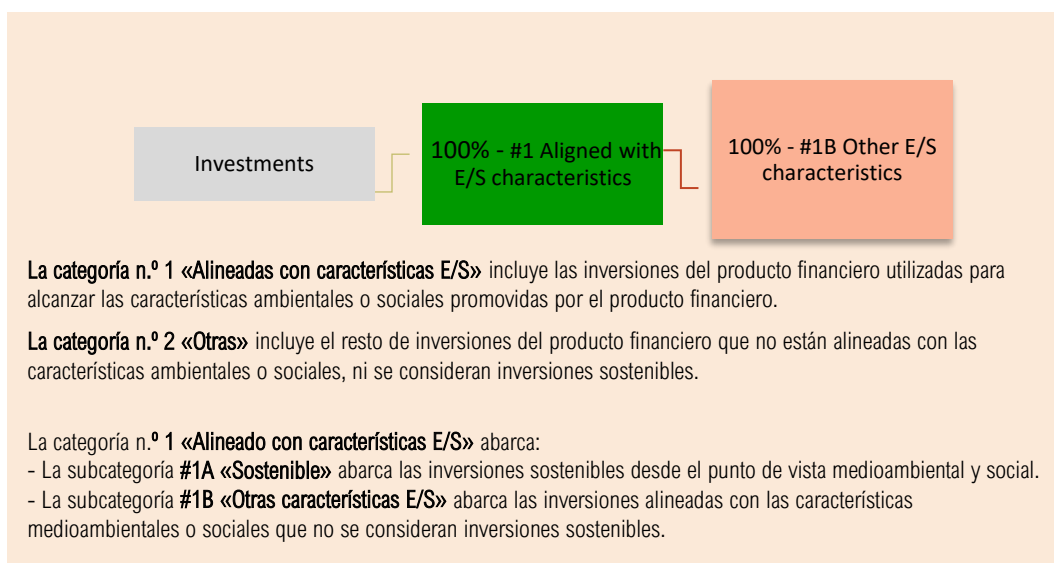 Investments
100% - #1 Aligned with
E/S characteristics
100% - #1B Other E/S
characteristics
La categoría n.º 1 «Alineadas con características E/S» incluye las inversiones del producto financiero utilizadas para
alcanzar las características ambientales o sociales promovidas por el producto financiero.
La categoría n.º 2 «Otras» incluye el resto de inversiones del producto financiero que no están alineadas con las
características ambientales o sociales, ni se consideran inversiones sostenibles.
La categoría n.º 1 «Alineado con características E/S» abarca:
- La subcategoría #1A «Sostenible» abarca las inversiones sostenibles desde el punto de vista medioambiental y social.
- La subcategoría #1B «Otras características E/S» abarca las inversiones alineadas con las características
medioambientales o sociales que no se consideran inversiones sostenibles.